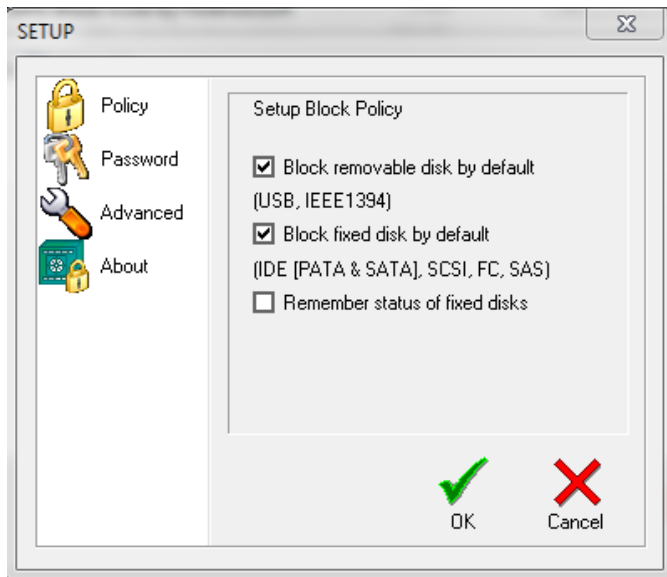 SETUP
Policy
Password
Advanced
About
Setup Block Policy
Block removable disk by default
(USB, IEEE1394)
Block fixed disk by default
(IDE [PATA & SATA], SCSI, FC, SAS)
Remember status of fixed disks
OK
Cancel